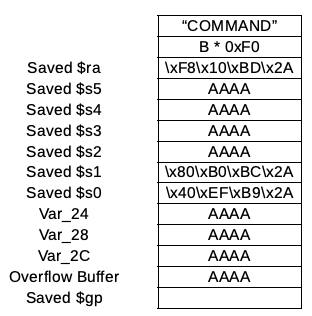 “COMMAND”
B * 0xF0
Saved $ra \xF8\x10\xBD\x2A
Saved $s5 AAAA
Saved $s4 AAAA
Saved $s3 AAAA
Saved $s2 AAAA
Saved $s1 \x80\xB0\xBC\x2A
Saved $s0 \x40\xEF\xB9\x2A
Var_24 AAAA
Var_28 AAAA
Var_2C AAAA
Overflow Buffer AAAA
Saved $gp